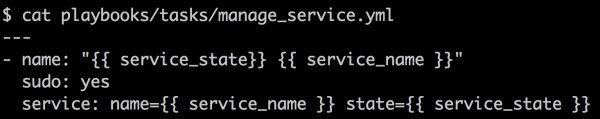 $ cat playbooks/tasks/manage_service.yml
---
- name: "{{ service_state}} {{ service_name }}"
  sudo: yes
  service: name={{ service_name }} state={{ service_state }}